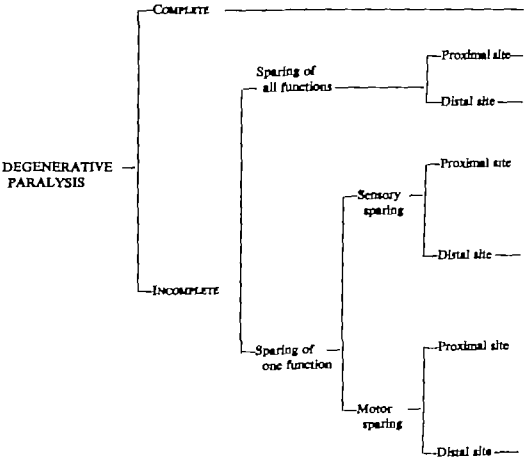 COMPLETE
Proximal site
Sparing of
all functions
Distal site
DEGENERATIVE
PARALYSIS
Proximal site
Sensory
sparing
Distal site
INCOMPLETE
Sparing of
one function
Proximal site
Motor
sparing
Distal site